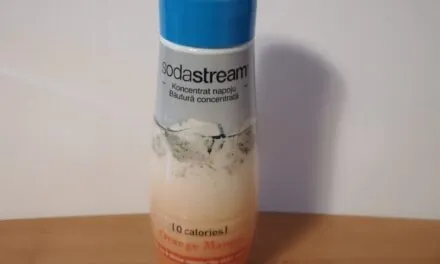 sodastream
Koncentrat napoju
Băutură concentrată
[0 calories]
Orange Mango